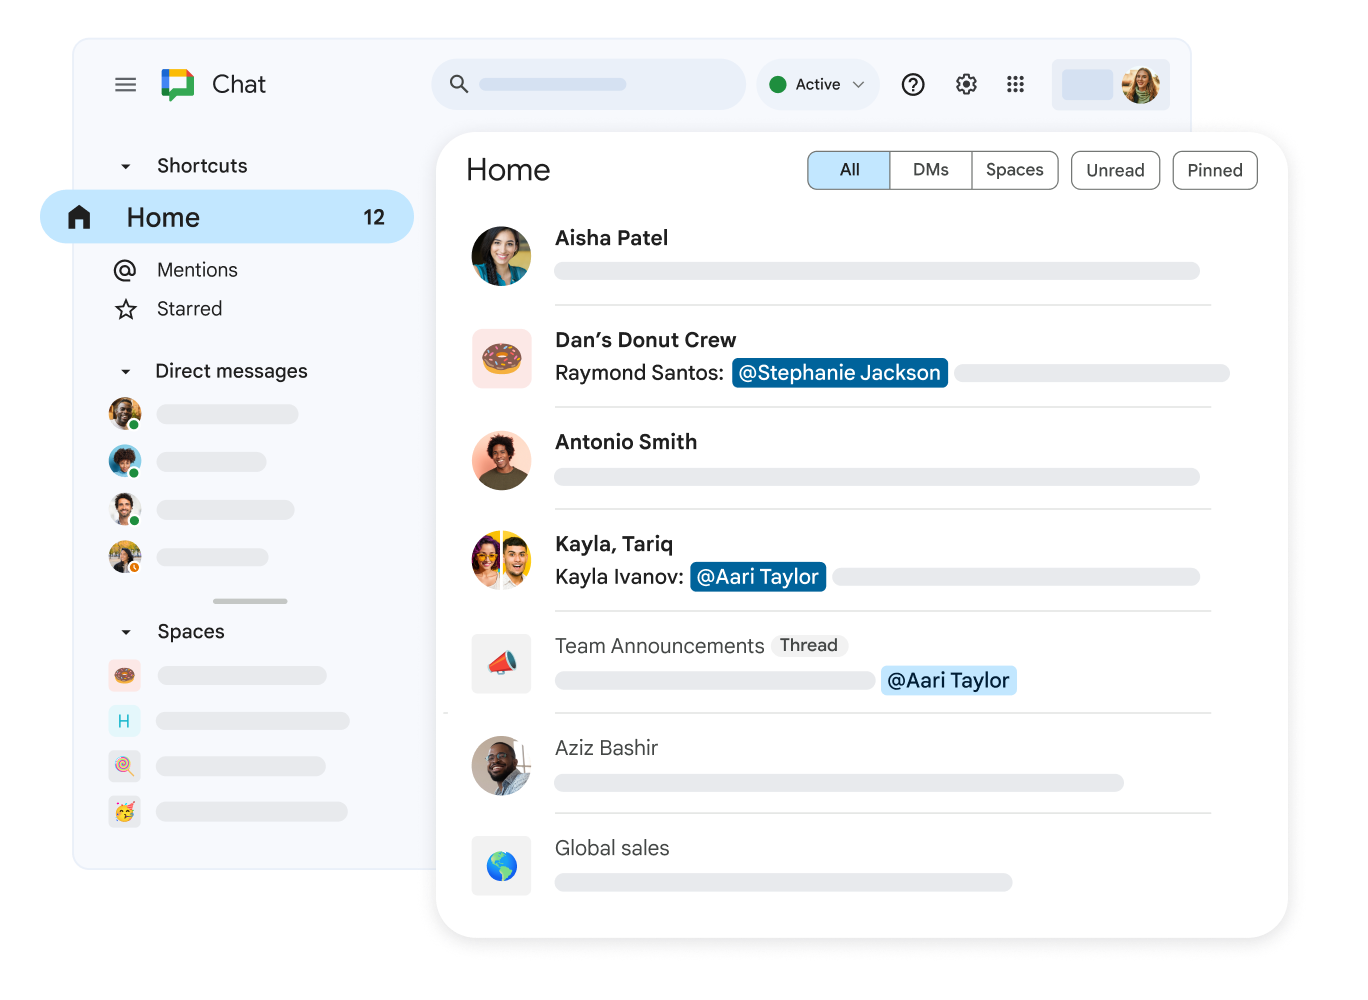 Chat
Active
Shortcuts
Home 12
Mentions
Starred
Direct messages
Spaces
H
Home
All DMs Spaces Unread Pinned
Aisha Patel
Dan’s Donut Crew
Raymond Santos: @Stephanie Jackson
Antonio Smith
Kayla, Tariq
Kayla Ivanov: @Aari Taylor
Team Announcements Thread
@Aari Taylor
Aziz Bashir
Global sales